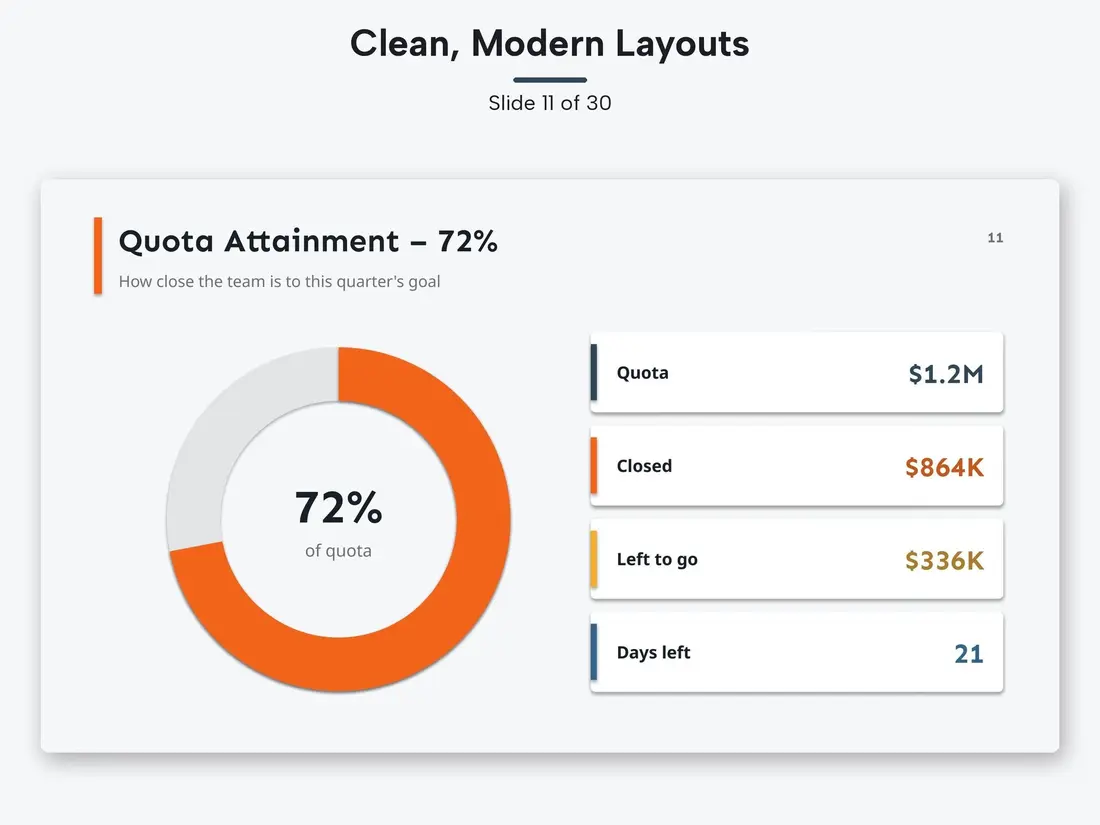 Clean, Modern Layouts
Slide 11 of 30
Quota Attainment – 72%
11
How close the team is to this quarter's goal
72%
of quota
Quota
$1.2M
Closed
$864K
Left to go
$336K
Days left
21